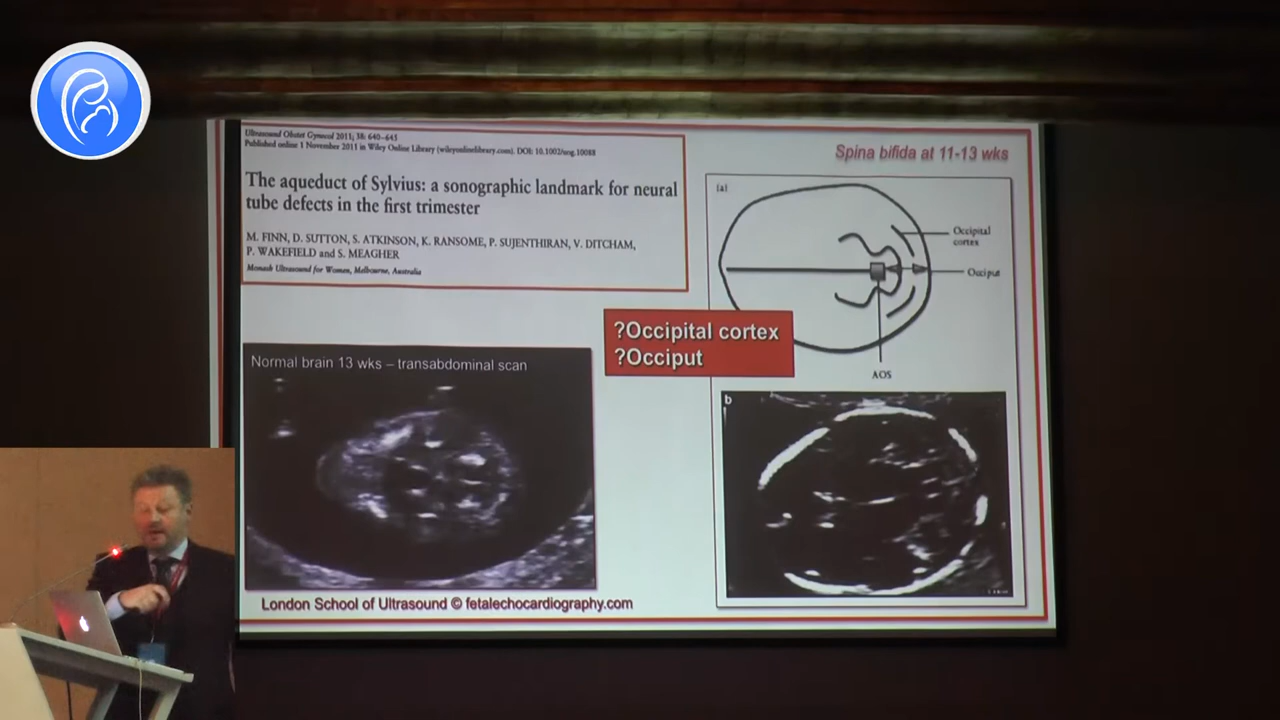 Ultrasound Obstet Gynecol 2011; 38: 640–645
Published online 1 November 2011 in Wiley Online Library (wileyonlinelibrary.com). DOI: 10.1002/uog.10088
The aqueduct of Sylvius: a sonographic landmark for neural
tube defects in the first trimester
M. FINN, D. SUTTON, S. ATKINSON, K. RANSOME, P. SUJENTHIRAN, V. DITCHAM,
P. WAKEFIELD and S. MEAGHER
Monash Ultrasound for Women, Melbourne, Australia
Spina bifida at 11-13 wks
(a)
Occipital
cortex
Occiput
AOS
?Occipital cortex
?Occiput
Normal brain 13 wks – transabdominal scan
b
London School of Ultrasound © fetalechocardiography.com